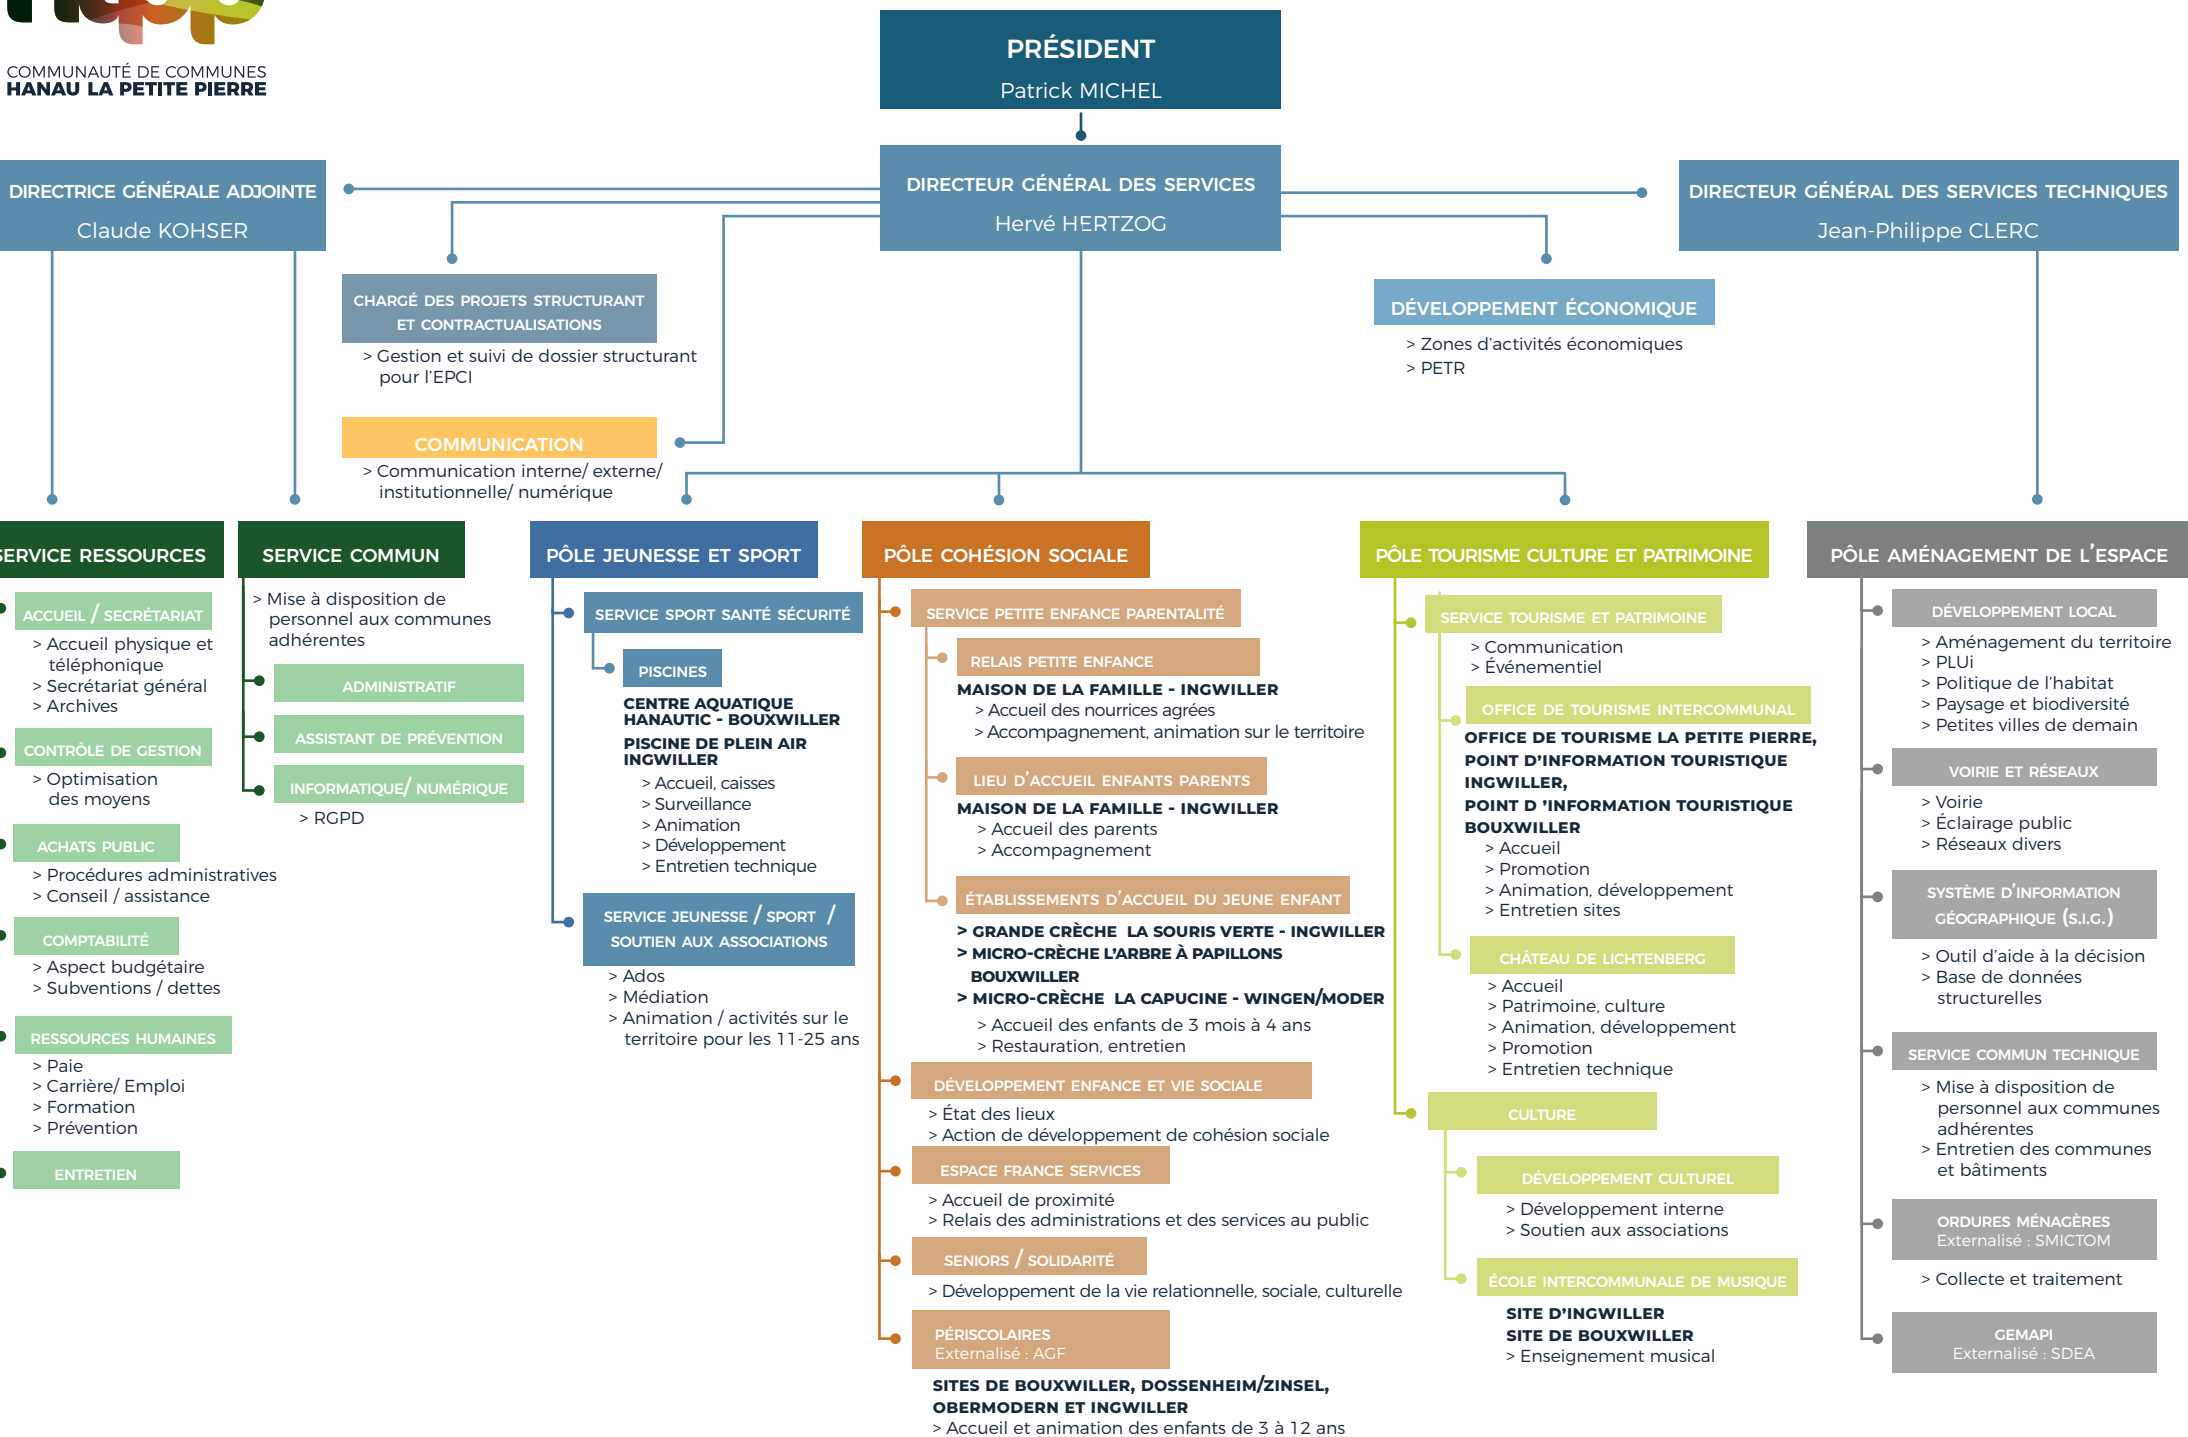 COMMUNAUTÉ DE COMMUNES
HANAU LA PETITE PIERRE
PRÉSIDENT
Patrick MICHEL
DIRECTRICE GÉNÉRALE ADJOINTE
Claude KOHSER
DIRECTEUR GÉNÉRAL DES SERVICES
Hervé HERTZOG
DIRECTEUR GÉNÉRAL DES SERVICES TECHNIQUES
Jean-Philippe CLERC
CHARGÉ DES PROJETS STRUCTURANT
ET CONTRACTUALISATIONS
> Gestion et suivi de dossier structurant
pour l'EPCI
COMMUNICATION
> Communication interne/ externe/
institutionnelle/ numérique
DÉVELOPPEMENT ÉCONOMIQUE
> Zones d'activités économiques
> PETR
SERVICE RESSOURCES
ACCUEIL / SECRÉTARIAT
> Accueil physique et
téléphonique
> Secrétariat général
> Archives
CONTRÔLE DE GESTION
> Optimisation
des moyens
ACHATS PUBLIC
> Procédures administratives
> Conseil / assistance
COMPTABILITÉ
> Aspect budgétaire
> Subventions / dettes
RESSOURCES HUMAINES
> Paie
> Carrière/ Emploi
> Formation
> Prévention
ENTRETIEN
SERVICE COMMUN
> Mise à disposition de
personnel aux communes
adhérentes
ADMINISTRATIF
ASSISTANT DE PRÉVENTION
INFORMATIQUE/ NUMÉRIQUE
> RGPD
PÔLE JEUNESSE ET SPORT
SERVICE SPORT SANTÉ SÉCURITÉ
PISCINES
CENTRE AQUATIQUE
HANAUTIC - BOUXWILLER
PISCINE DE PLEIN AIR
INGWILLER
> Accueil, caisses
> Surveillance
> Animation
> Développement
> Entretien technique
SERVICE JEUNESSE / SPORT /
SOUTIEN AUX ASSOCIATIONS
> Ados
> Médiation
> Animation / activités sur le
territoire pour les 11-25 ans
PÔLE COHÉSION SOCIALE
SERVICE PETITE ENFANCE PARENTALITÉ
RELAIS PETITE ENFANCE
MAISON DE LA FAMILLE - INGWILLER
> Accueil des nourrices agrées
> Accompagnement, animation sur le territoire
LIEU D'ACCUEIL ENFANTS PARENTS
MAISON DE LA FAMILLE - INGWILLER
> Accueil des parents
> Accompagnement
ÉTABLISSEMENTS D'ACCUEIL DU JEUNE ENFANT
> GRANDE CRÈCHE LA SOURIS VERTE - INGWILLER
> MICRO-CRÈCHE L'ARBRE À PAPILLONS
BOUXWILLER
> MICRO-CRÈCHE LA CAPUCINE - WINGEN/MODER
> Accueil des enfants de 3 mois à 4 ans
> Restauration, entretien
DÉVELOPPEMENT ENFANCE ET VIE SOCIALE
> État des lieux
> Action de développement de cohésion sociale
ESPACE FRANCE SERVICES
> Accueil de proximité
> Relais des administrations et des services au public
SENIORS / SOLIDARITÉ
> Développement de la vie relationnelle, sociale, culturelle
PÉRISCOLAIRES
Externalisé : AGF
SITES DE BOUXWILLER, DOSSENHEIM/ZINSEL,
OBERMODERN ET INGWILLER
> Accueil et animation des enfants de 3 à 12 ans
PÔLE TOURISME CULTURE ET PATRIMOINE
SERVICE TOURISME ET PATRIMOINE
> Communication
> Événementiel
OFFICE DE TOURISME INTERCOMMUNAL
OFFICE DE TOURISME LA PETITE PIERRE,
POINT D'INFORMATION TOURISTIQUE
INGWILLER,
POINT D 'INFORMATION TOURISTIQUE
BOUXWILLER
> Accueil
> Promotion
> Animation, développement
> Entretien sites
CHÂTEAU DE LICHTENBERG
> Accueil
> Patrimoine, culture
> Animation, développement
> Promotion
> Entretien technique
CULTURE
DÉVELOPPEMENT CULTUREL
> Développement interne
> Soutien aux associations
ÉCOLE INTERCOMMUNALE DE MUSIQUE
SITE D'INGWILLER
SITE DE BOUXWILLER
> Enseignement musical
PÔLE AMÉNAGEMENT DE L'ESPACE
DÉVELOPPEMENT LOCAL
> Aménagement du territoire
> PLUi
> Politique de l'habitat
> Paysage et biodiversité
> Petites villes de demain
VOIRIE ET RÉSEAUX
> Voirie
> Éclairage public
> Réseaux divers
SYSTÈME D'INFORMATION
GÉOGRAPHIQUE (S.I.G.)
> Outil d'aide à la décision
> Base de données
structurelles
SERVICE COMMUN TECHNIQUE
> Mise à disposition de
personnel aux communes
adhérentes
> Entretien des communes
et bâtiments
ORDURES MÉNAGÈRES
Externalisé : SMICTOM
> Collecte et traitement
GEMAPI
Externalisé : SDEA